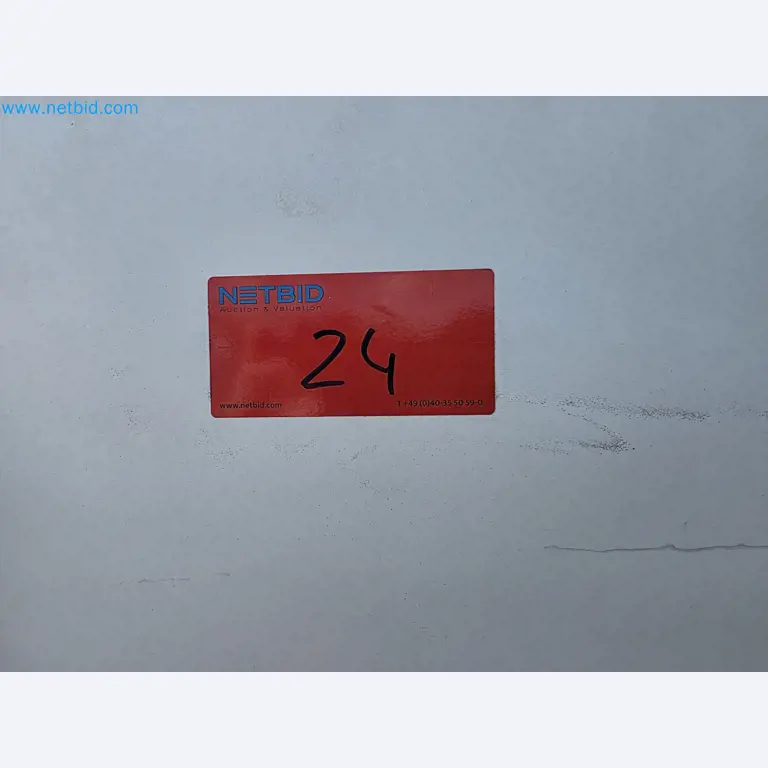 www.netbid.com
NETBID
Auction & Valuation
24
www.netbid.com T +49 (0)40-35 50 59-0